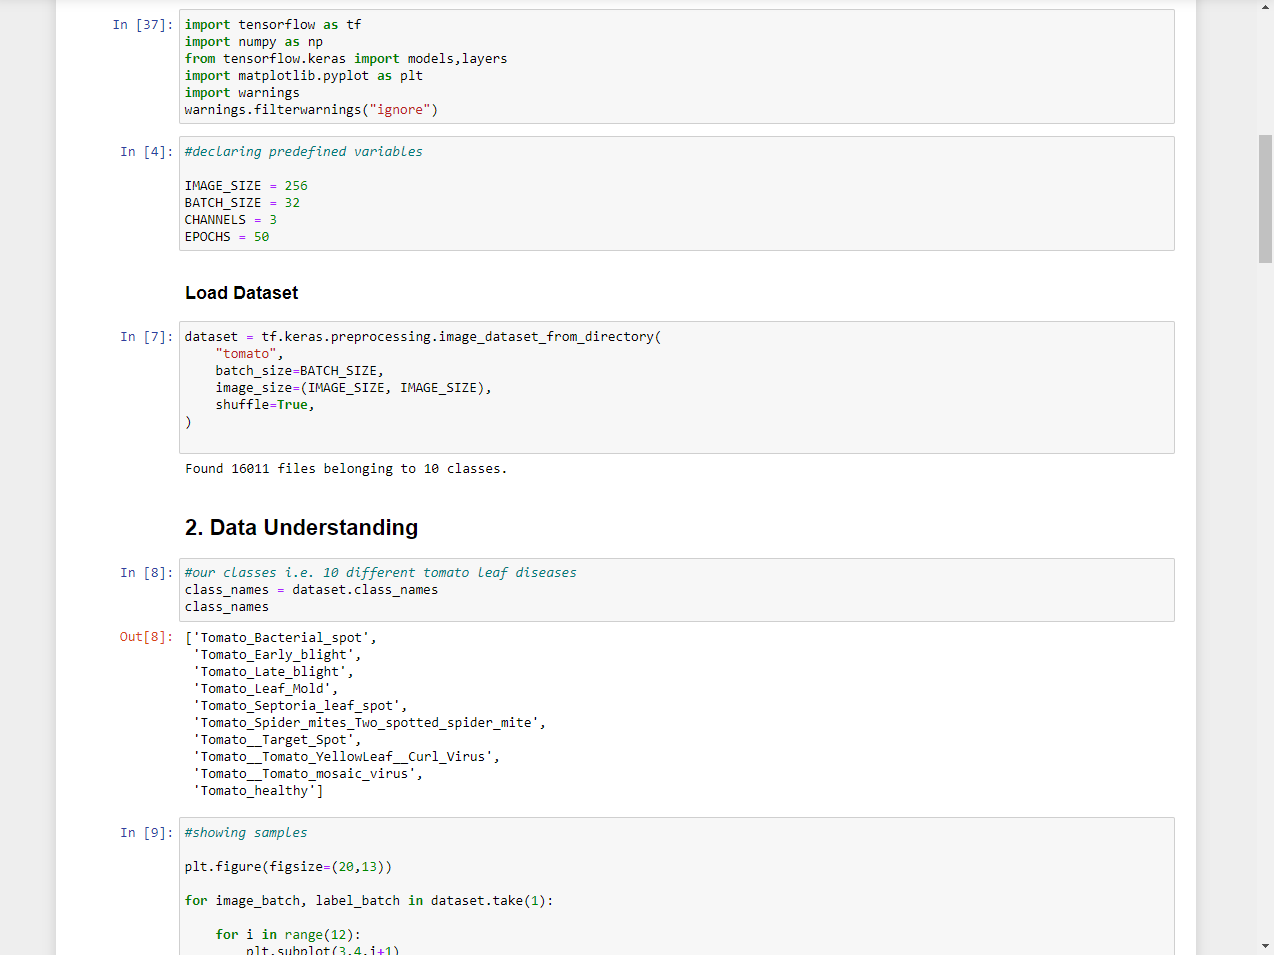 In [37]: import tensorflow as tf
import numpy as np
from tensorflow.keras import models,layers
import matplotlib.pyplot as plt
import warnings
warnings.filterwarnings("ignore")
In [4]: #declaring predefined variables
IMAGE_SIZE = 256
BATCH_SIZE = 32
CHANNELS = 3
EPOCHS = 50
Load Dataset
In [7]: dataset = tf.keras.preprocessing.image_dataset_from_directory(
"tomato",
batch_size=BATCH_SIZE,
image_size=(IMAGE_SIZE, IMAGE_SIZE),
shuffle=True,
)
Found 16011 files belonging to 10 classes.
2. Data Understanding
In [8]: #our classes i.e. 10 different tomato leaf diseases
class_names = dataset.class_names
class_names
Out[8]: ['Tomato_Bacterial_spot',
'Tomato_Early_blight',
'Tomato_Late_blight',
'Tomato_Leaf_Mold',
'Tomato_Septoria_leaf_spot',
'Tomato_Spider_mites_Two_spotted_spider_mite',
'Tomato__Target_Spot',
'Tomato__Tomato_YellowLeaf__Curl_Virus',
'Tomato__Tomato_mosaic_virus',
'Tomato_healthy']
In [9]: #showing samples
plt.figure(figsize=(20,13))
for image_batch, label_batch in dataset.take(1):
for i in range(12):
plt.subplot(3,4,i+1)